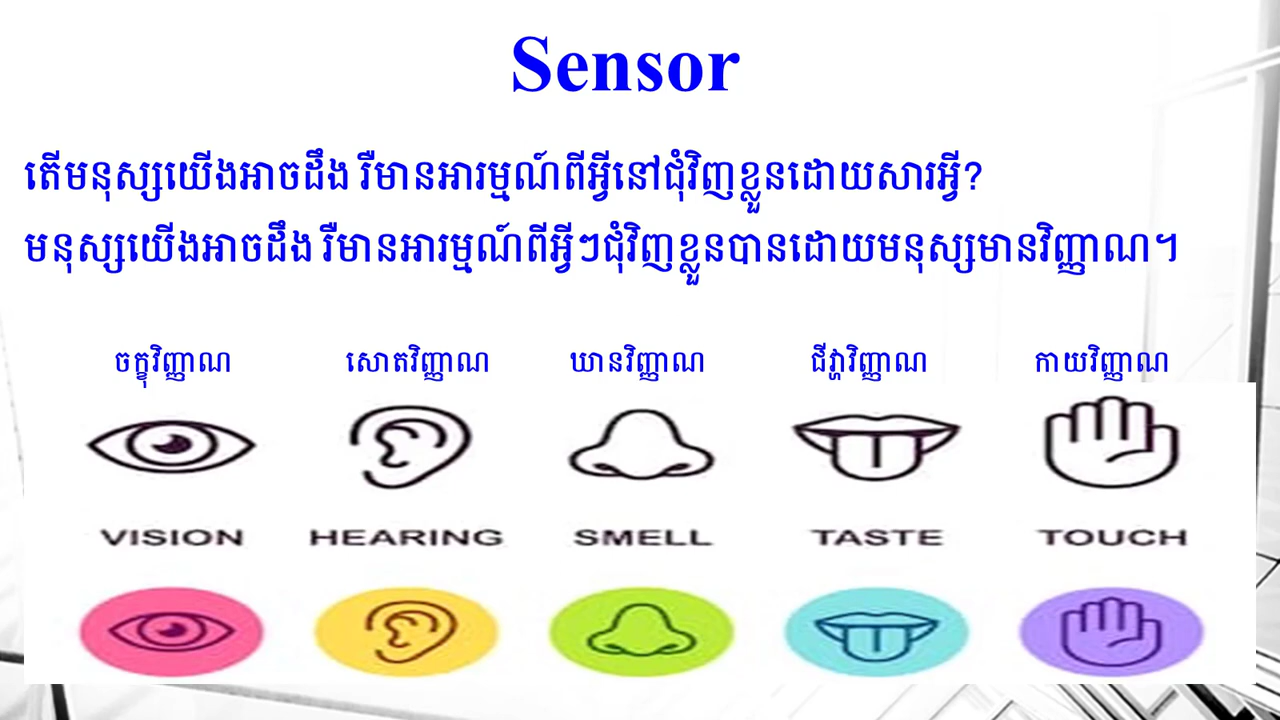 Sensor
តើមនុស្សយើងអាចដឹង រឺមានអារម្មណ៍ពីអ្វីនៅជុំវិញខ្លួនដោយសារអ្វី?
មនុស្សយើងអាចដឹង រឺមានអារម្មណ៍ពីអ្វីៗជុំវិញខ្លួនបានដោយមនុស្សមានវិញ្ញាណ។
ចក្ខុវិញ្ញាណ សោតវិញ្ញាណ ឃានវិញ្ញាណ ជីវ្ហាវិញ្ញាណ កាយវិញ្ញាណ
VISION HEARING SMELL TASTE TOUCH